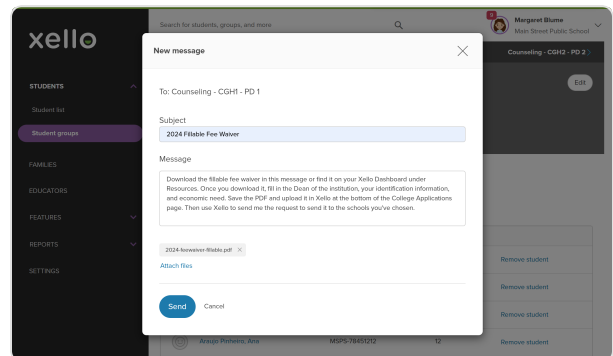 xello
Search for students, groups, and more
Margaret Blume
Main Street Public School
Counseling - CGH2 - PD 2
Edit
STUDENTS
Student list
Student groups
FAMILIES
EDUCATORS
FEATURES
REPORTS
SETTINGS
New message
To: Counseling - CGH1 - PD 1
Subject
2024 Fillable Fee Waiver
Message
Download the fillable fee waiver in this message or find it on your Xello Dashboard under
Resources. Once you download it, fill in the Dean of the institution, your identification information,
and economic need. Save the PDF and upload it in Xello at the bottom of the College Applications
page. Then use Xello to send me the request to send it to the schools you've chosen.
2024-feewaiver-fillable.pdf
Attach files
Send
Cancel
Remove student
Remove student
Remove student
Araujo Pinheiro, Ana MSPS-78451212 12 Remove student